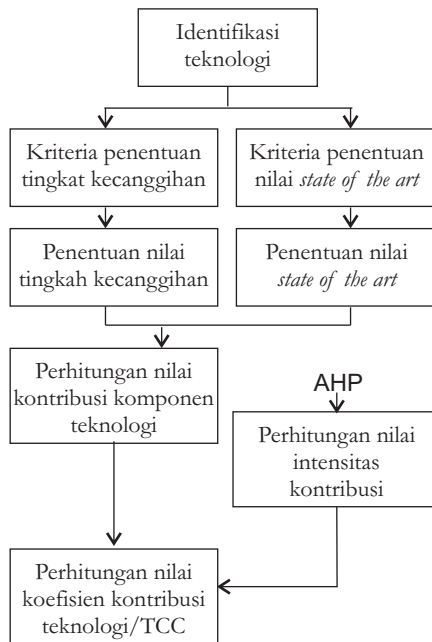 Identifikasi
teknologi
Kriteria penentuan
tingkat kecanggihan
Kriteria penentuan
nilai state of the art
Penentuan nilai
tingkah kecanggihan
Penentuan nilai
state of the art
Perhitungan nilai
kontribusi komponen
teknologi
AHP
Perhitungan nilai
intensitas
kontribusi
Perhitungan nilai
koefisien kontribusi
teknologi/TCC